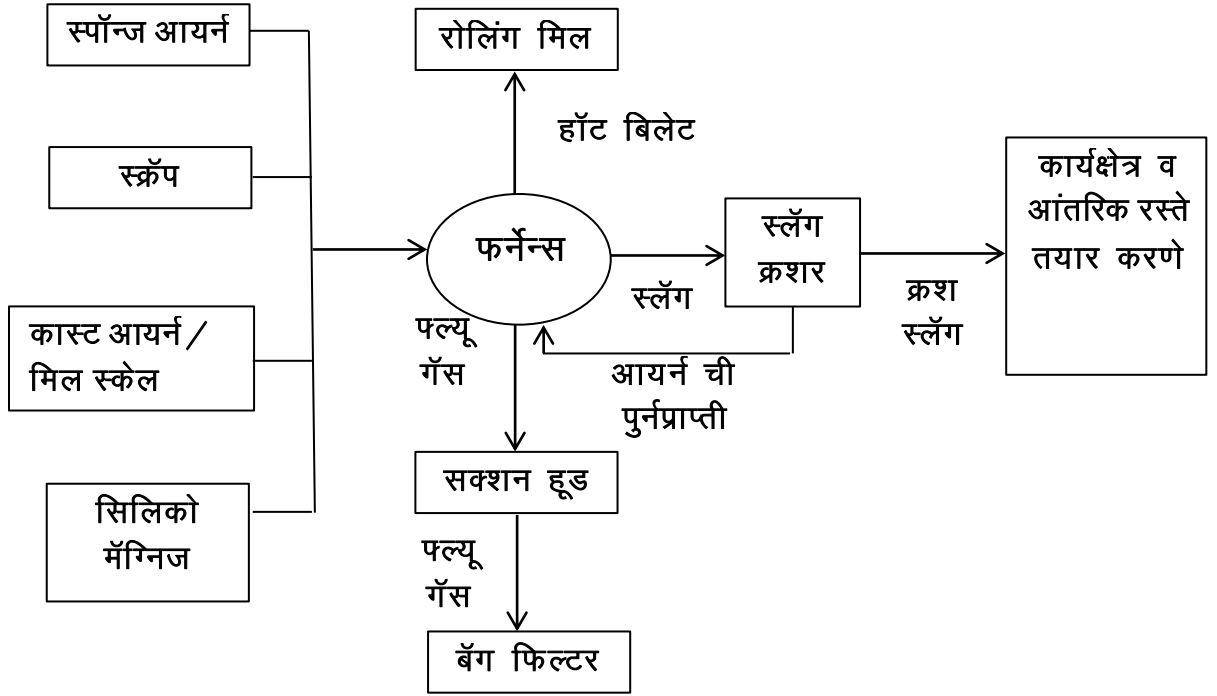 स्पॉन्ज आयर्न
स्क्रॅप
कास्ट आयर्न /
मिल स्केल
सिलिको
मॅग्निज
रोलिंग मिल
हॉट बिलेट
फर्नेन्स
स्लॅग
स्लॅग
क्रशर
क्रश
स्लॅग
कार्यक्षेत्र व
आंतरिक रस्ते
तयार करणे
आयर्न ची
पुर्नप्राप्ती
फ्ल्यू
गॅस
सक्शन हूड
फ्ल्यू
गॅस
बॅग फिल्टर